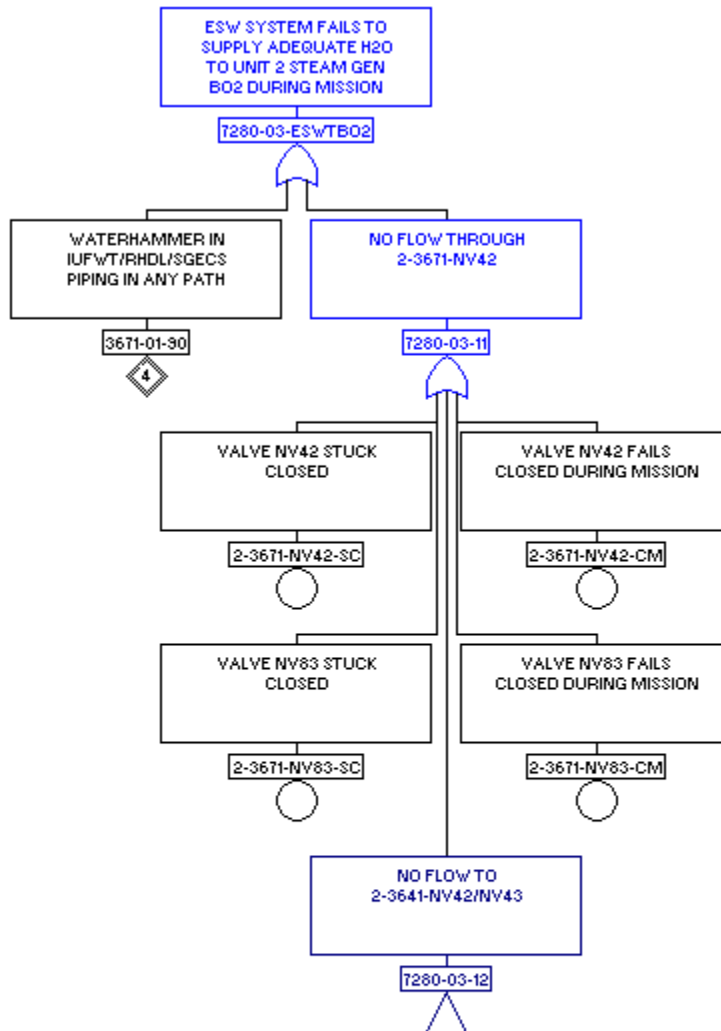 ESW SYSTEM FAILS TO
SUPPLY ADEQUATE H2O
TO UNIT 2 STEAM GEN
BO2 DURING MISSION
7280-03-ESWTBO2
WATERHAMMER IN
IUFWT/RHDL/SGECS
PIPING IN ANY PATH
3671-01-90
4
NO FLOW THROUGH
2-3671-NV42
7280-03-11
VALVE NV42 STUCK
CLOSED
2-3671-NV42-SC
VALVE NV42 FAILS
CLOSED DURING MISSION
2-3671-NV42-CM
VALVE NV83 STUCK
CLOSED
2-3671-NV83-SC
VALVE NV83 FAILS
CLOSED DURING MISSION
2-3671-NV83-CM
NO FLOW TO
2-3641-NV42/NV43
7280-03-12